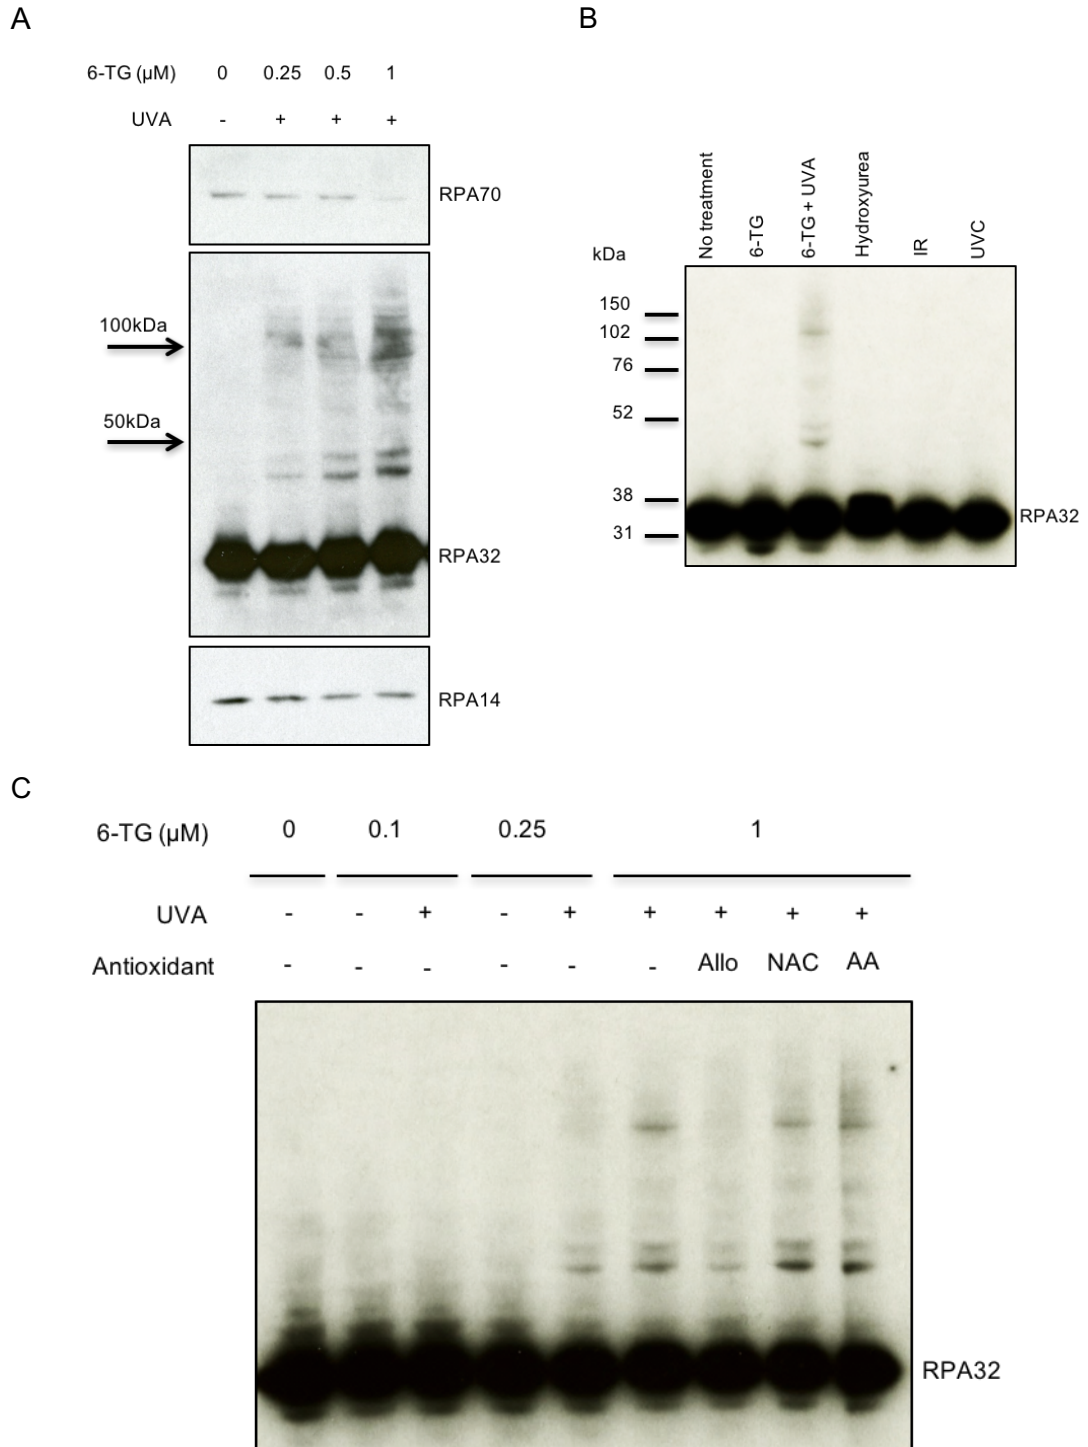 A
6-TG (µM) 0 0.25 0.5 1
UVA - + + +
RPA70
100kDa
50kDa
RPA32
RPA14
B
No treatment
6-TG
6-TG + UVA
Hydroxyurea
IR
UVC
kDa
150
102
76
52
38
31
RPA32
C
6-TG (µM) 0 0.1 0.25 1
UVA - - + - + + + + +
Antioxidant - - - - - - Allo NAC AA
RPA32